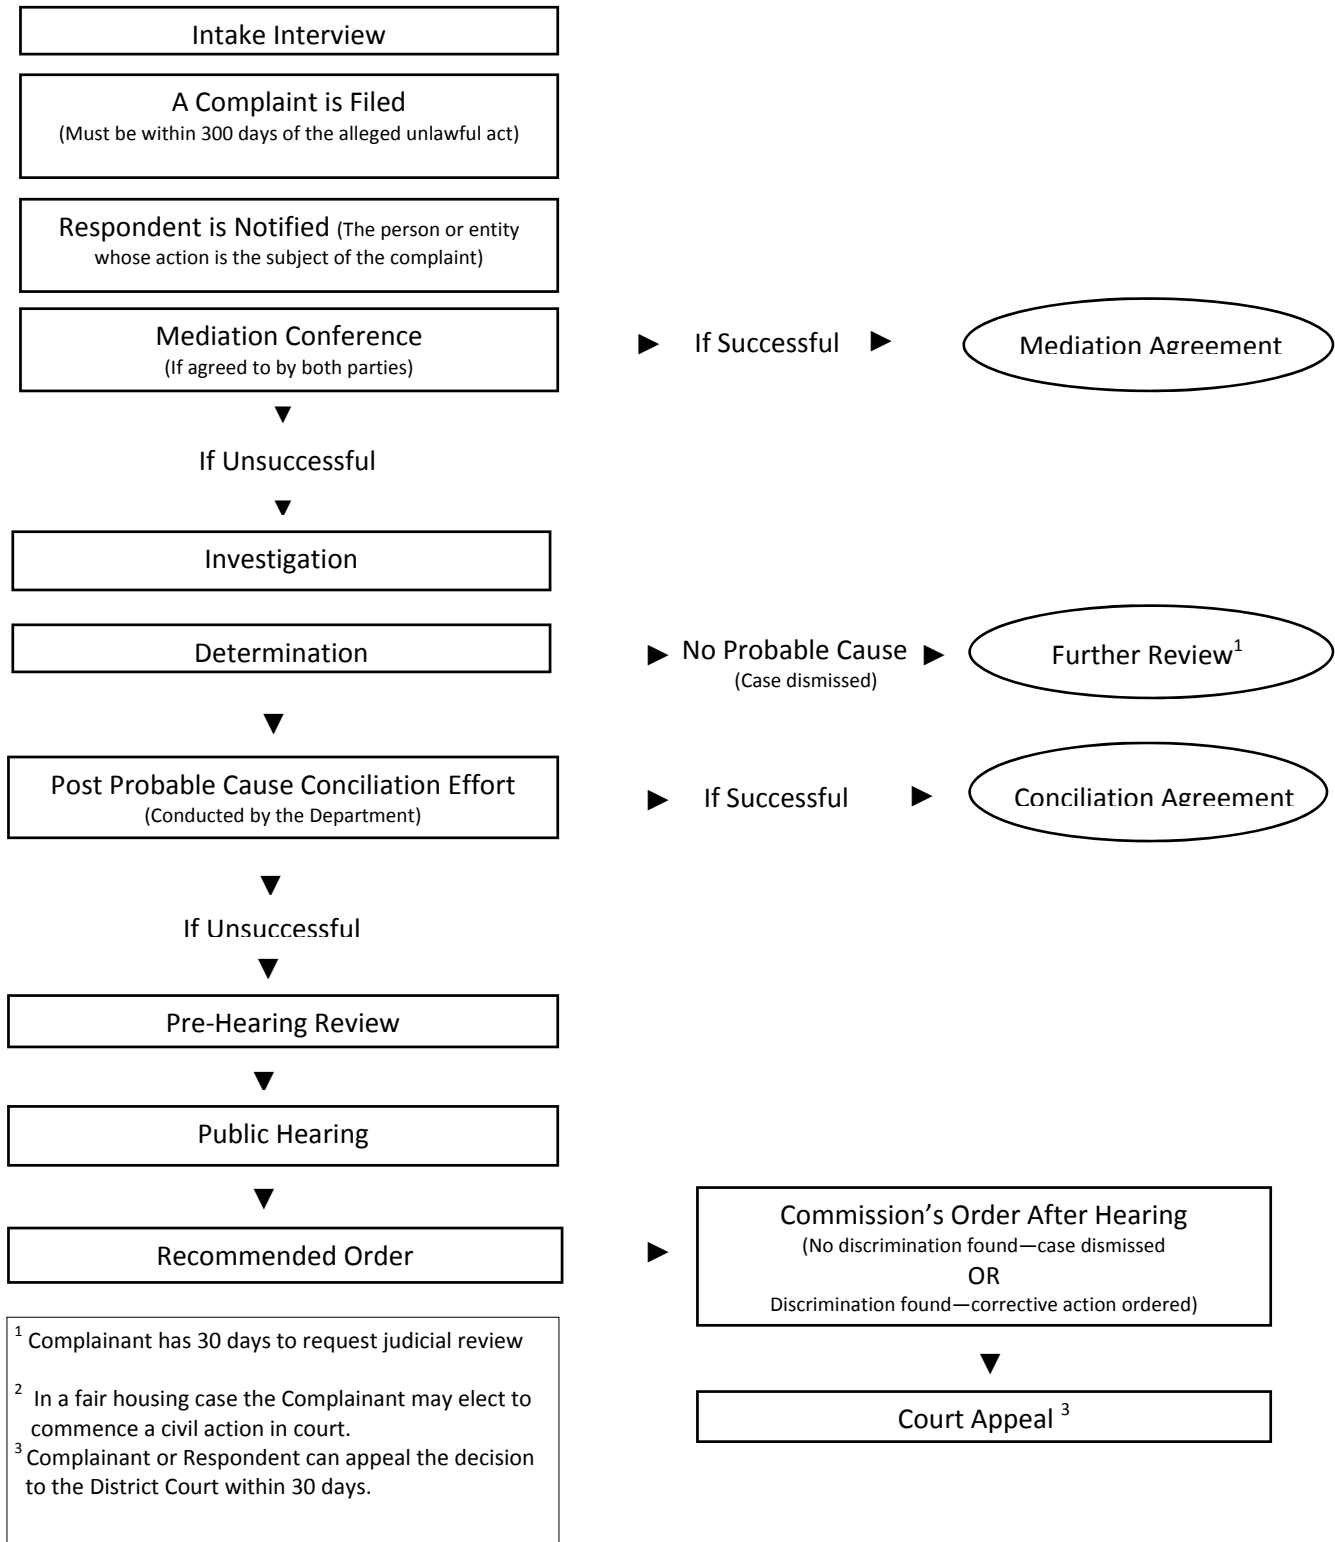 Intake Interview
A Complaint is Filed
(Must be within 300 days of the alleged unlawful act)
Respondent is Notified (The person or entity
whose action is the subject of the complaint)
Mediation Conference
(If agreed to by both parties)
► If Successful ►
Mediation Agreement
▼
If Unsuccessful
▼
Investigation
Determination
► No Probable Cause ►
(Case dismissed)
Further Review¹
▼
Post Probable Cause Conciliation Effort
(Conducted by the Department)
► If Successful ►
Conciliation Agreement
▼
If Unsuccessful
▼
Pre-Hearing Review
▼
Public Hearing
▼
Recommended Order
►
Commission’s Order After Hearing
(No discrimination found—case dismissed
OR
Discrimination found—corrective action ordered)
▼
Court Appeal ³
¹ Complainant has 30 days to request judicial review
² In a fair housing case the Complainant may elect to
commence a civil action in court.
³ Complainant or Respondent can appeal the decision
to the District Court within 30 days.